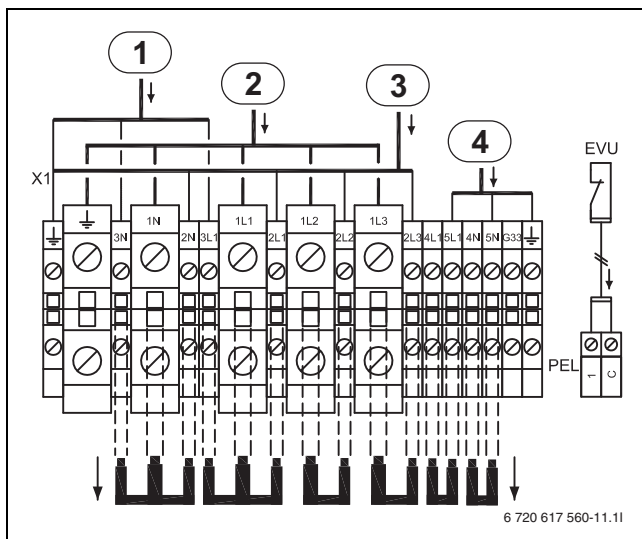 1
2
3
4
EVU
X1
⏚ ⏚ 3N 1N 2N 3L1 1L1 2L1 1L2 2L2 1L3 2L3 4L1 5L1 4N 5N G33 ⏚
PEL 1 C
6 720 617 560-11.1I